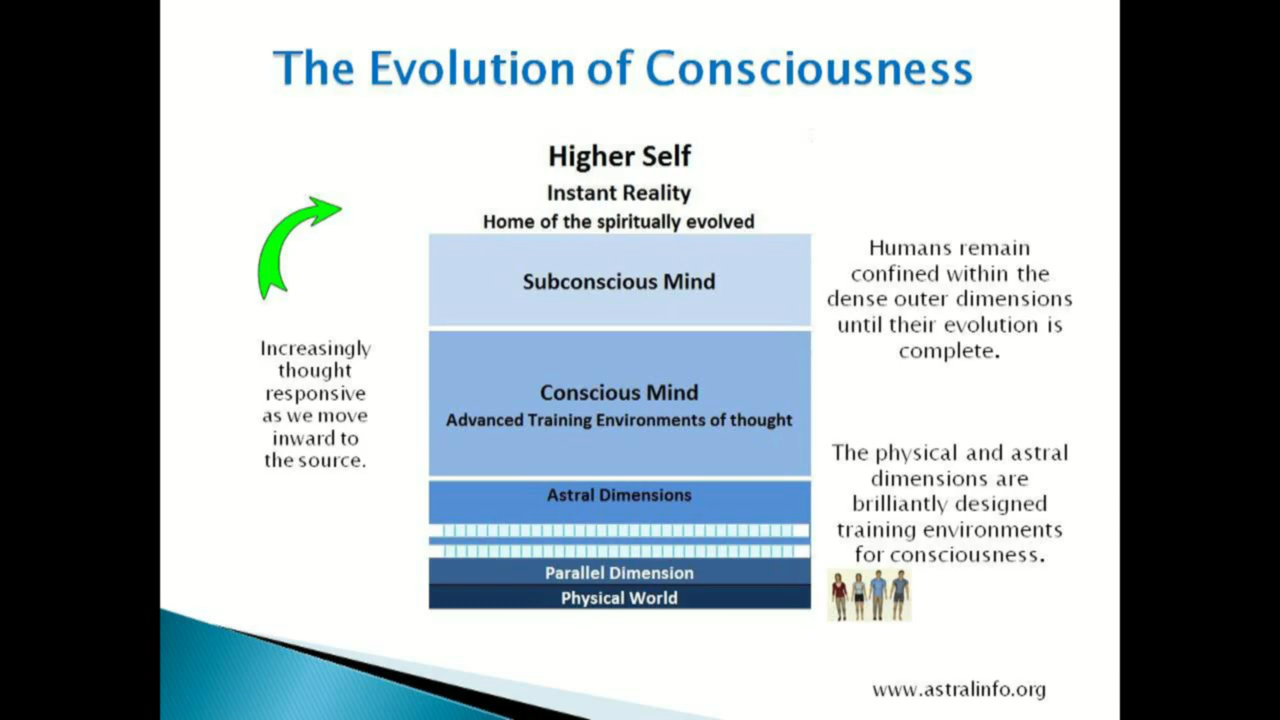 The Evolution of Consciousness
Higher Self
Instant Reality
Home of the spiritually evolved
Subconscious Mind
Conscious Mind
Advanced Training Environments of thought
Astral Dimensions
Parallel Dimension
Physical World
Increasingly
thought
responsive
as we move
inward to
the source.
Humans remain
confined within the
dense outer dimensions
until their evolution is
complete.
The physical and astral
dimensions are
brilliantly designed
training environments
for consciousness.
www.astralinfo.org